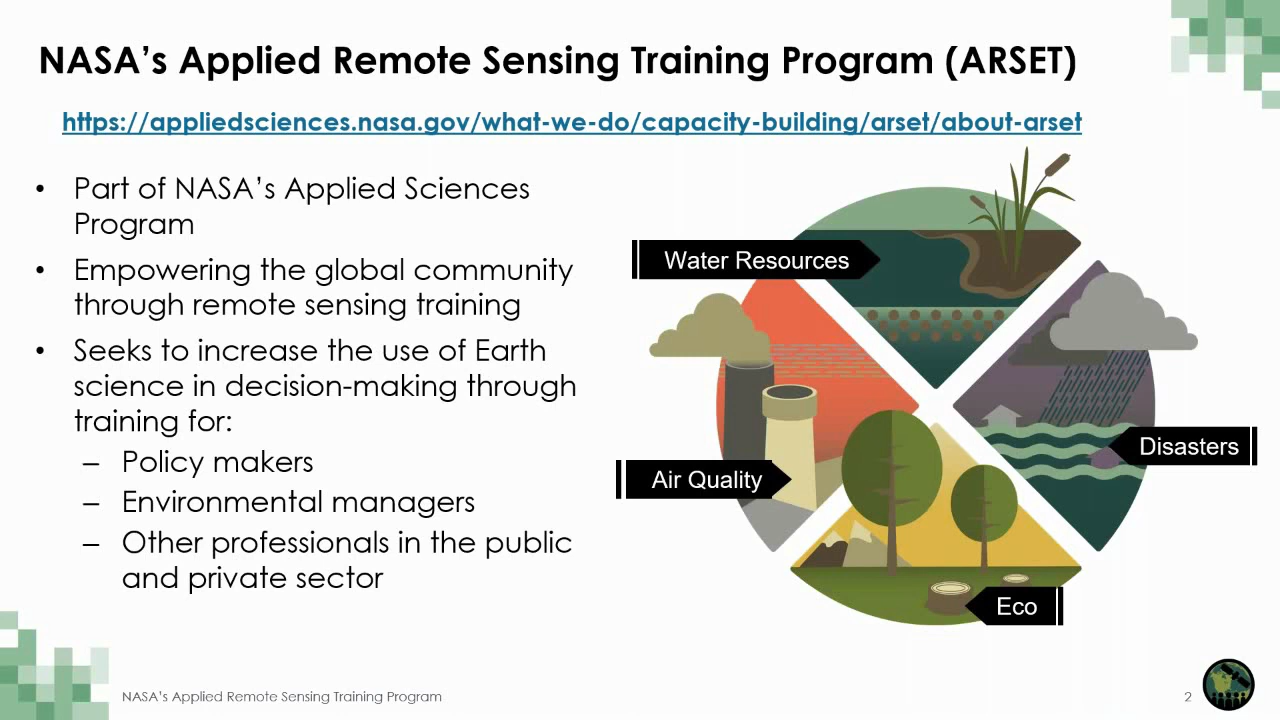 NASA's Applied Remote Sensing Training Program (ARSET)
https://appliedsciences.nasa.gov/what-we-do/capacity-building/arset/about-arset
• Part of NASA's Applied Sciences
Program
• Empowering the global community
through remote sensing training
• Seeks to increase the use of Earth
science in decision-making through
training for:
– Policy makers
– Environmental managers
– Other professionals in the public
and private sector
Water Resources
Disasters
Air Quality
Eco
NASA's Applied Remote Sensing Training Program
2